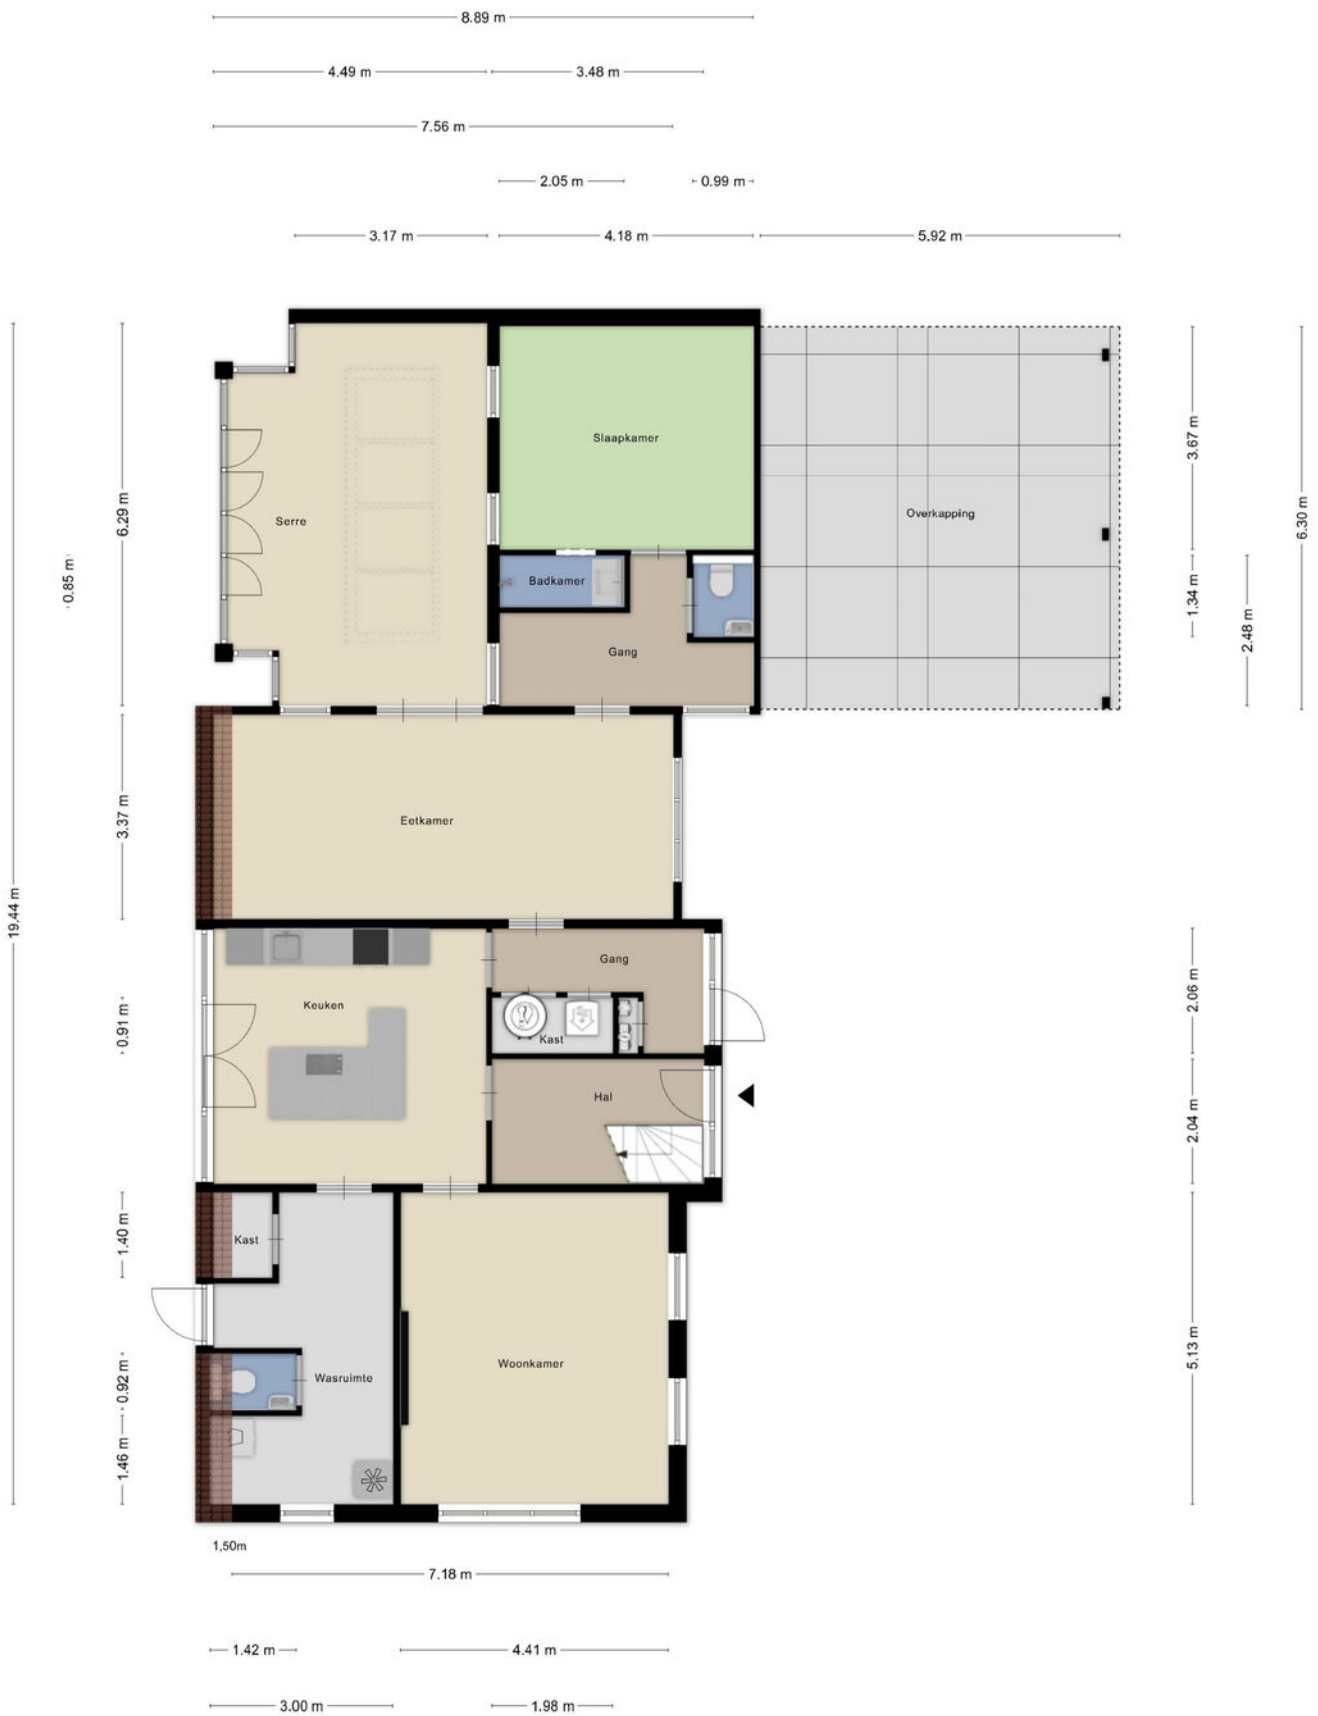 8.89 m
4.49 m
3.48 m
7.56 m
2.05 m
0.99 m
3.17 m
4.18 m
5.92 m
Slaapkamer
3.67 m
6.29 m
Serre
Overkapping
6.30 m
0.85 m
Badkamer
1.34 m
2.48 m
Gang
3.37 m
Eetkamer
19.44 m
Gang
Keuken
2.06 m
0.91 m
Kast
Hal
2.04 m
1.40 m
Kast
5.13 m
Woonkamer
0.92 m
Wasruimte
1.46 m
1,50m
7.18 m
1.42 m
4.41 m
3.00 m
1.98 m